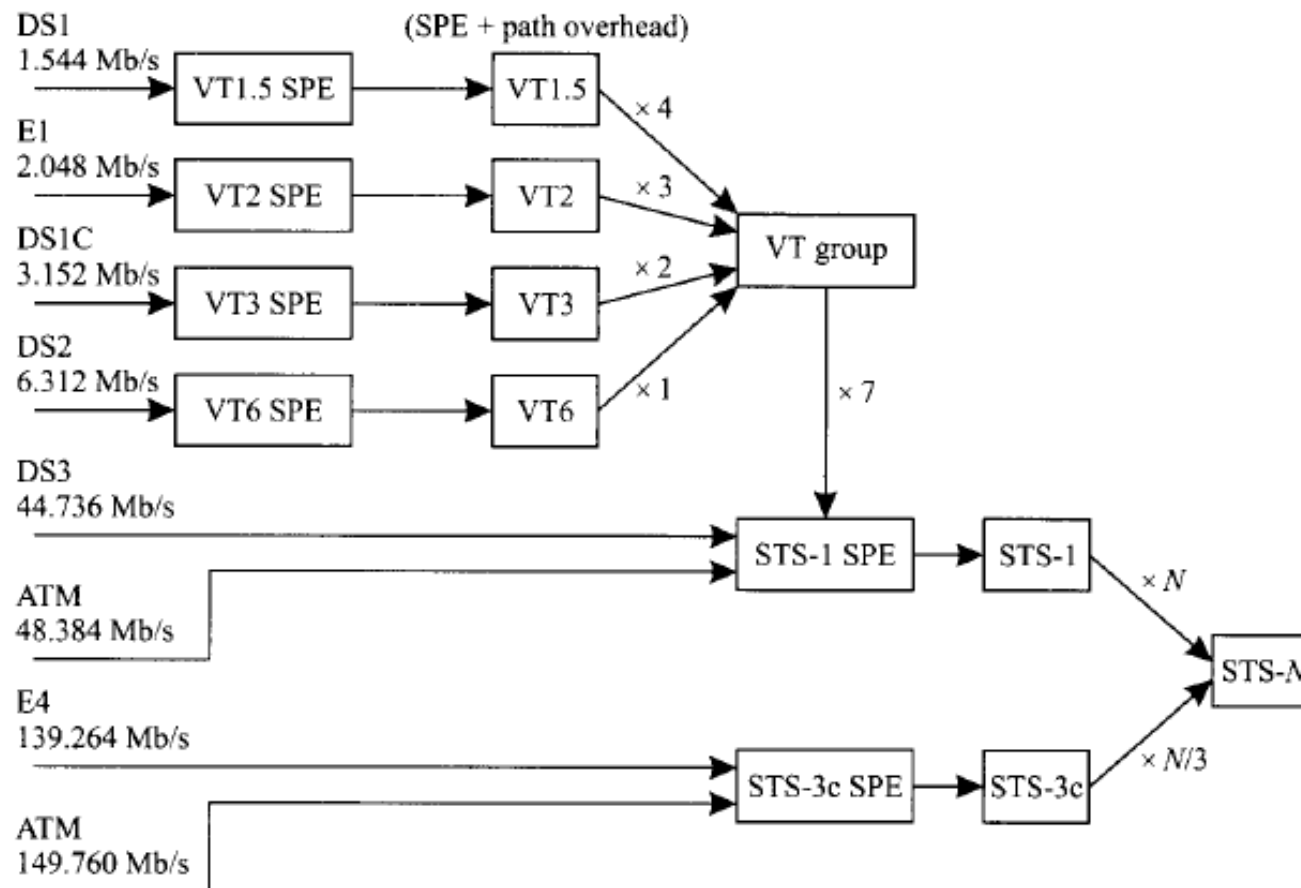 DS1
1.544 Mb/s
(SPE + path overhead)
VT1.5 SPE
VT1.5
× 4
E1
2.048 Mb/s
VT2 SPE
VT2
× 3
VT group
DS1C
3.152 Mb/s
VT3 SPE
VT3
× 2
DS2
6.312 Mb/s
VT6 SPE
VT6
× 1
× 7
DS3
44.736 Mb/s
STS-1 SPE
STS-1
× N
ATM
48.384 Mb/s
STS-N
E4
139.264 Mb/s
STS-3c SPE
STS-3c
× N/3
ATM
149.760 Mb/s